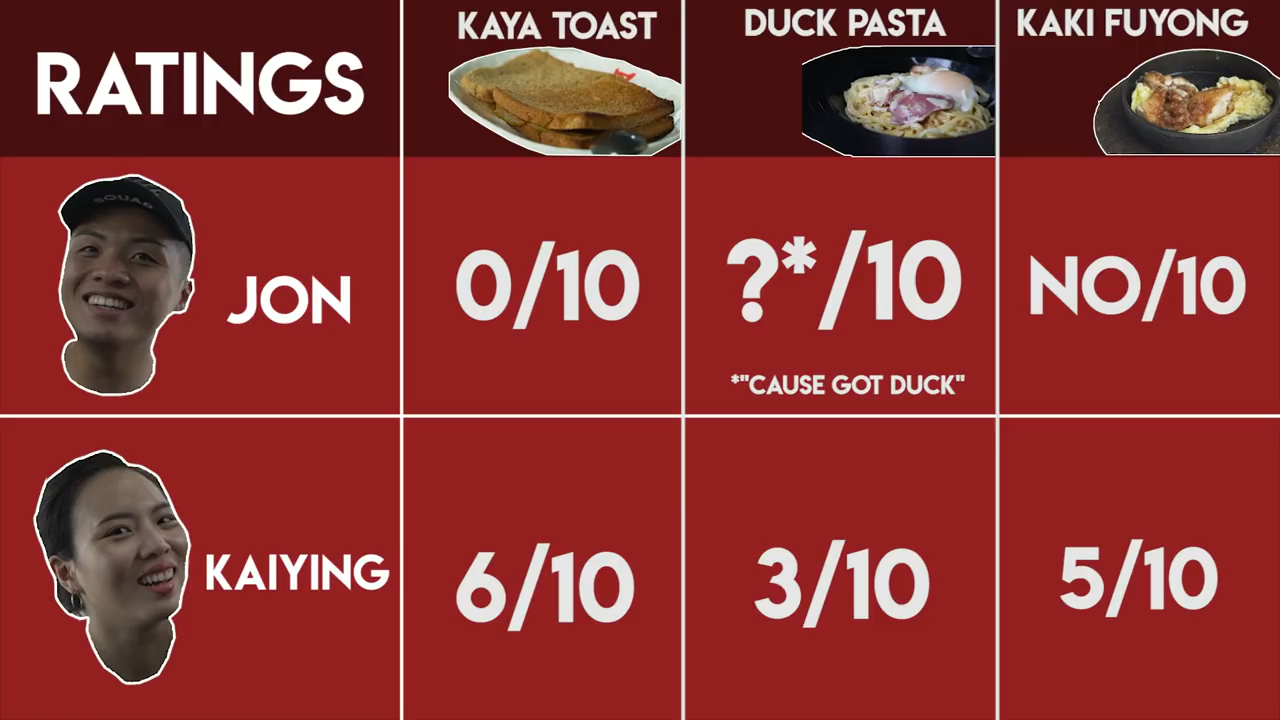 RATINGS
KAYA TOAST
DUCK PASTA
KAKI FUYONG
SQUAD
JON
0/10
?*/10
NO/10
*"CAUSE GOT DUCK"
KAIYING
6/10
3/10
5/10